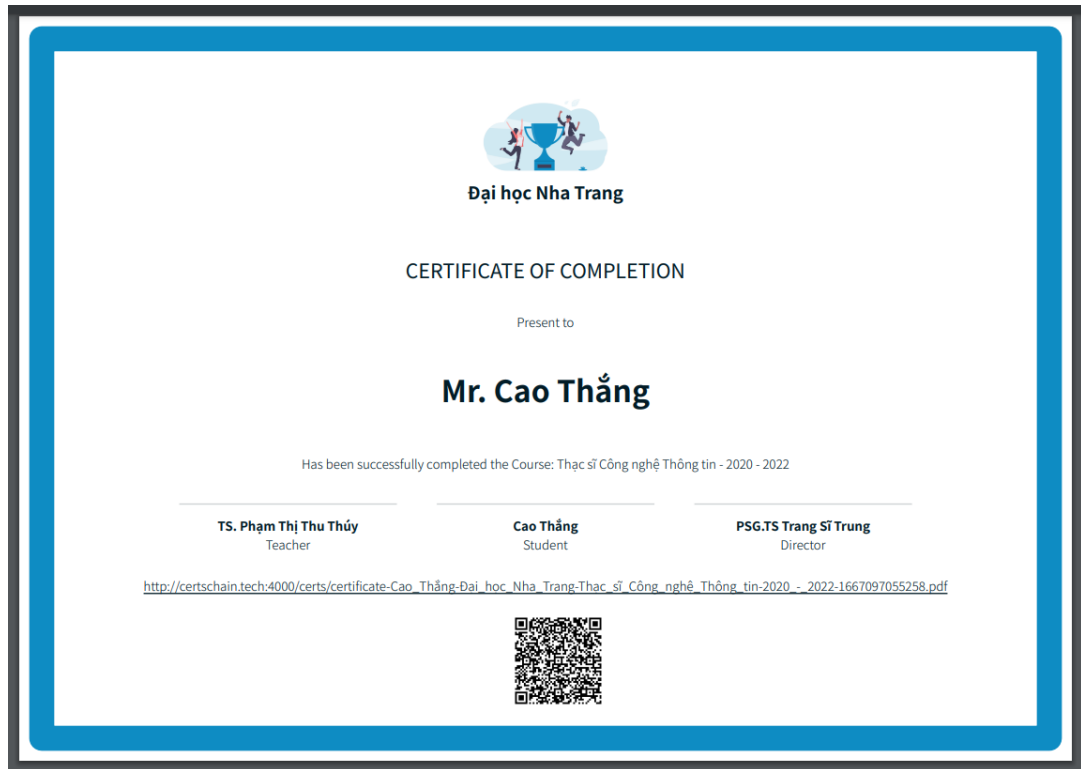 Đại học Nha Trang
CERTIFICATE OF COMPLETION
Present to
Mr. Cao Thắng
Has been successfully completed the Course: Thạc sĩ Công nghệ Thông tin - 2020 - 2022
TS. Phạm Thị Thu Thúy
Teacher
Cao Thắng
Student
PSG.TS Trang Sĩ Trung
Director
http://certschain.tech:4000/certs/certificate-Cao_Thắng-Đại_học_Nha_Trang-Thạc_sĩ_Công_nghệ_Thông_tin-2020_-_2022-1667097055258.pdf